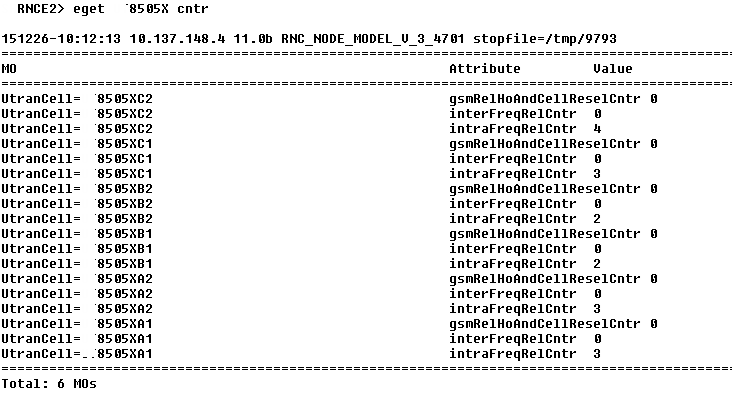 RNCE2> eget 8505X cntr
151226-10:12:13 10.137.148.4 11.0b RNC_NODE_MODEL_V_3_4701 stopfile=/tmp/9793
=================================================================================
MO Attribute Value
=================================================================================
UtranCell= 8505XC2 gsmRelHoAndCellReselCntr 0
UtranCell= 8505XC2 interFreqRelCntr 0
UtranCell= 8505XC2 intraFreqRelCntr 4
UtranCell= 8505XC1 gsmRelHoAndCellReselCntr 0
UtranCell= 8505XC1 interFreqRelCntr 0
UtranCell= 8505XC1 intraFreqRelCntr 3
UtranCell= 8505XB2 gsmRelHoAndCellReselCntr 0
UtranCell= 8505XB2 interFreqRelCntr 0
UtranCell= 8505XB2 intraFreqRelCntr 2
UtranCell= 8505XB1 gsmRelHoAndCellReselCntr 0
UtranCell= 8505XB1 interFreqRelCntr 0
UtranCell= 8505XB1 intraFreqRelCntr 2
UtranCell= 8505XA2 gsmRelHoAndCellReselCntr 0
UtranCell= 8505XA2 interFreqRelCntr 0
UtranCell= 8505XA2 intraFreqRelCntr 3
UtranCell= 8505XA1 gsmRelHoAndCellReselCntr 0
UtranCell= 8505XA1 interFreqRelCntr 0
UtranCell= 8505XA1 intraFreqRelCntr 3
=================================================================================
Total: 6 MOs